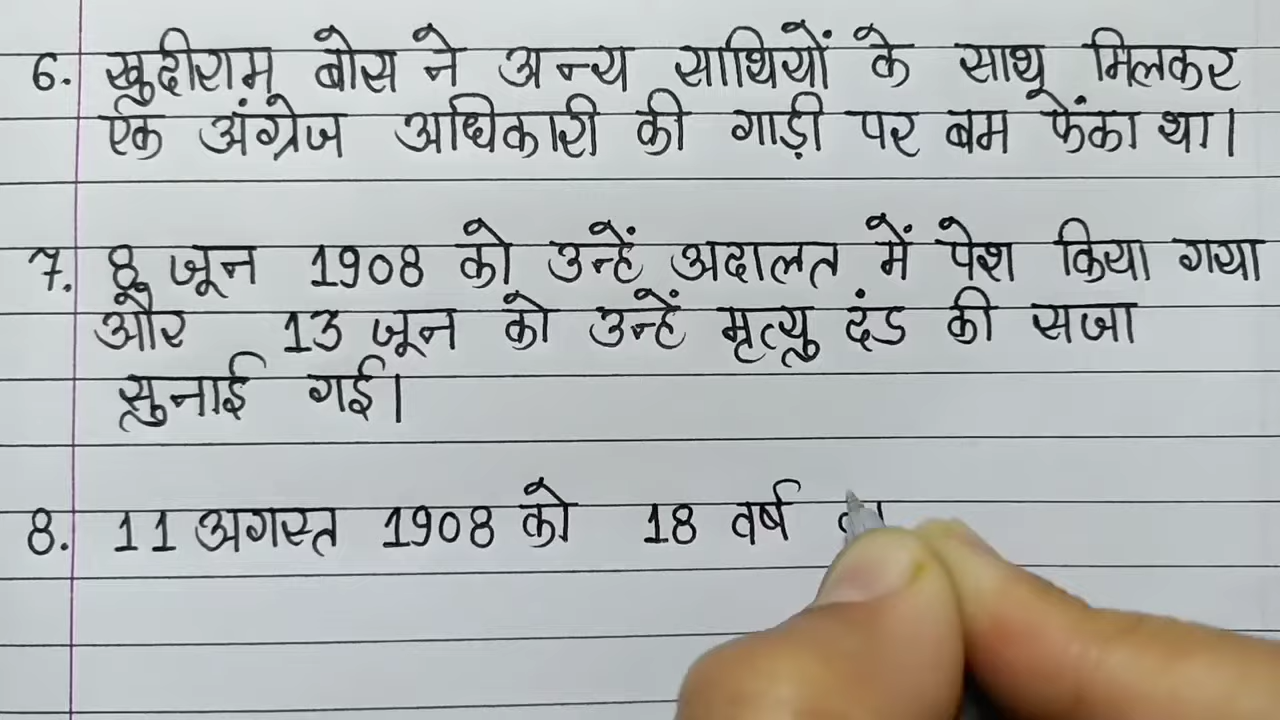 6. खुदीराम बोस ने अन्य साथियों के साथ मिलकर
एक अंग्रेज अधिकारी की गाड़ी पर बम फेंका था।
7. 8 जून 1908 को उन्हें अदालत में पेश किया गया
और 13 जून को उन्हें मृत्यु दंड की सजा
सुनाई गई।
8. 11 अगस्त 1908 को 18 वर्ष